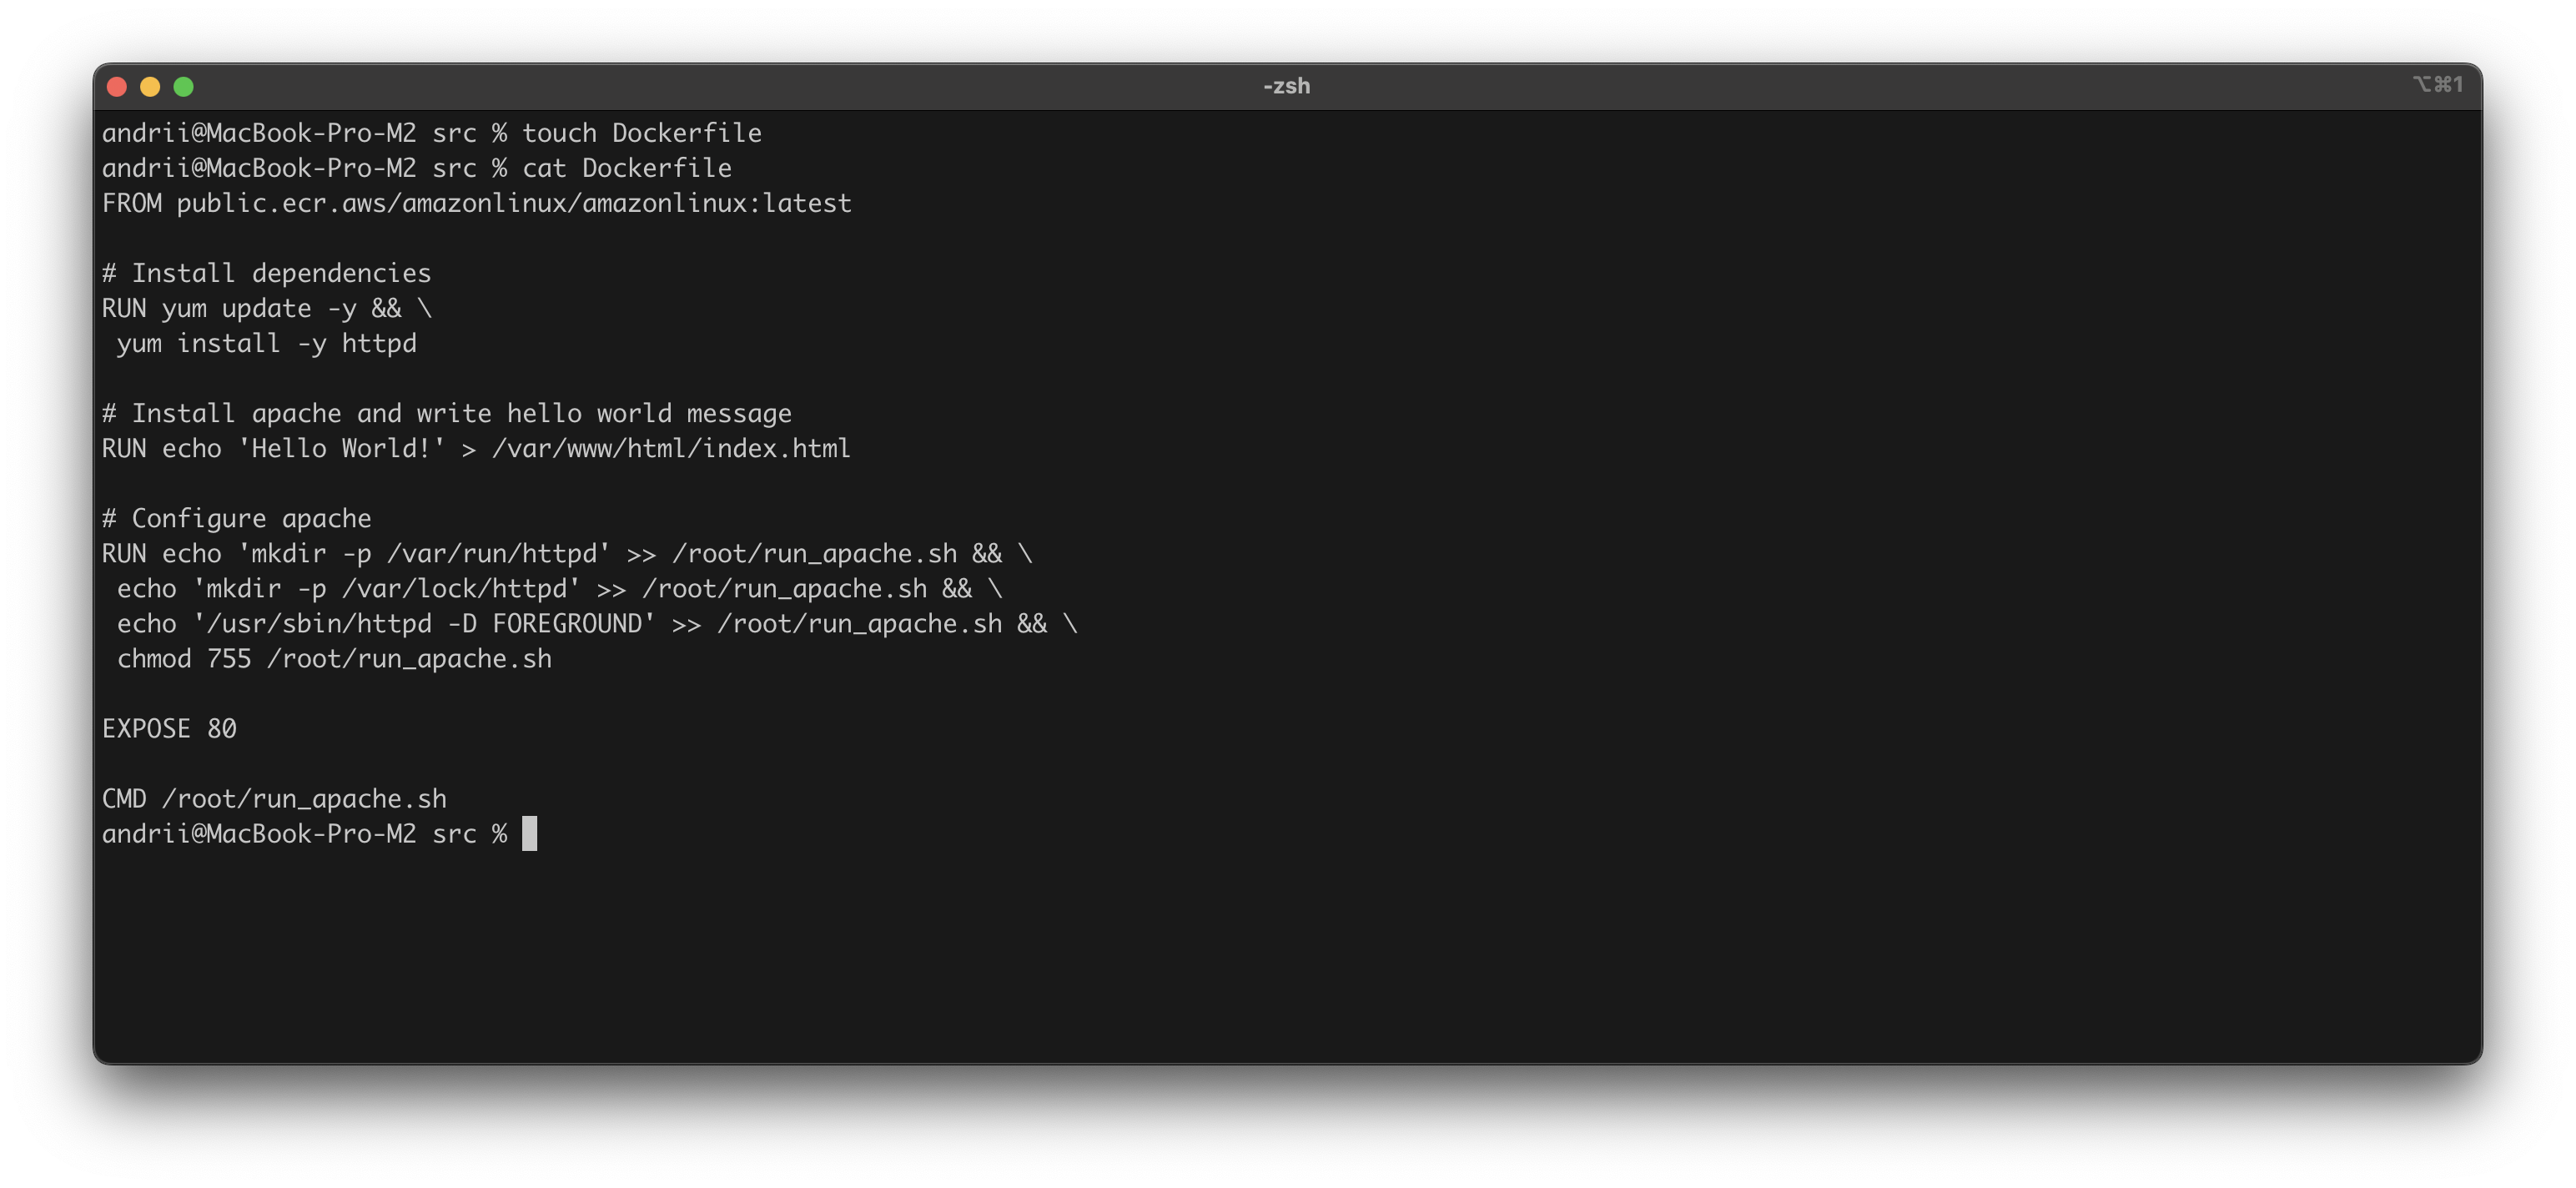 -zsh
⌥⌘1
andrii@MacBook-Pro-M2 src % touch Dockerfile
andrii@MacBook-Pro-M2 src % cat Dockerfile
FROM public.ecr.aws/amazonlinux/amazonlinux:latest

# Install dependencies
RUN yum update -y && \
 yum install -y httpd

# Install apache and write hello world message
RUN echo 'Hello World!' > /var/www/html/index.html

# Configure apache
RUN echo 'mkdir -p /var/run/httpd' >> /root/run_apache.sh && \
 echo 'mkdir -p /var/lock/httpd' >> /root/run_apache.sh && \
 echo '/usr/sbin/httpd -D FOREGROUND' >> /root/run_apache.sh && \
 chmod 755 /root/run_apache.sh

EXPOSE 80

CMD /root/run_apache.sh
andrii@MacBook-Pro-M2 src %